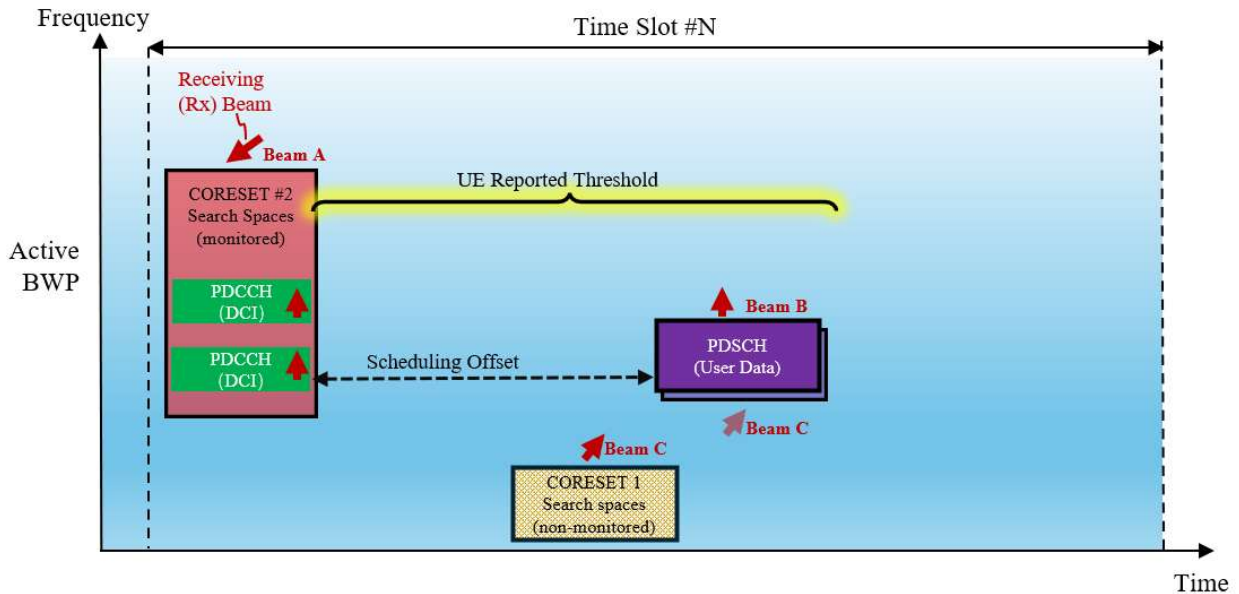 Frequency
Time Slot #N
Receiving
(Rx) Beam
Beam A
UE Reported Threshold
CORESET #2
Search Spaces
(monitored)
Active
BWP
PDCCH
(DCI)
Beam B
PDSCH
(User Data)
PDCCH
(DCI)
Scheduling Offset
Beam C
Beam C
CORESET 1
Search spaces
(non-monitored)
Time